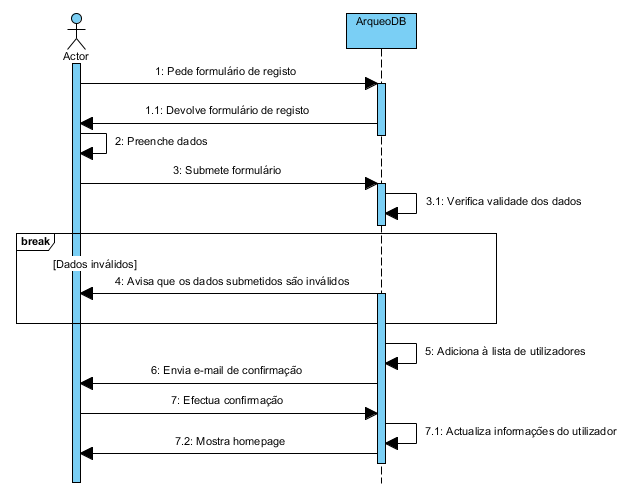 ArqueoDB
Actor
1: Pede formulário de registo
1.1: Devolve formulário de registo
2: Preenche dados
3: Submete formulário
3.1: Verifica validade dos dados
break
[Dados inválidos]
4: Avisa que os dados submetidos são inválidos
5: Adiciona à lista de utilizadores
6: Envia e-mail de confirmação
7: Efectua confirmação
7.1: Actualiza informações do utilizador
7.2: Mostra homepage